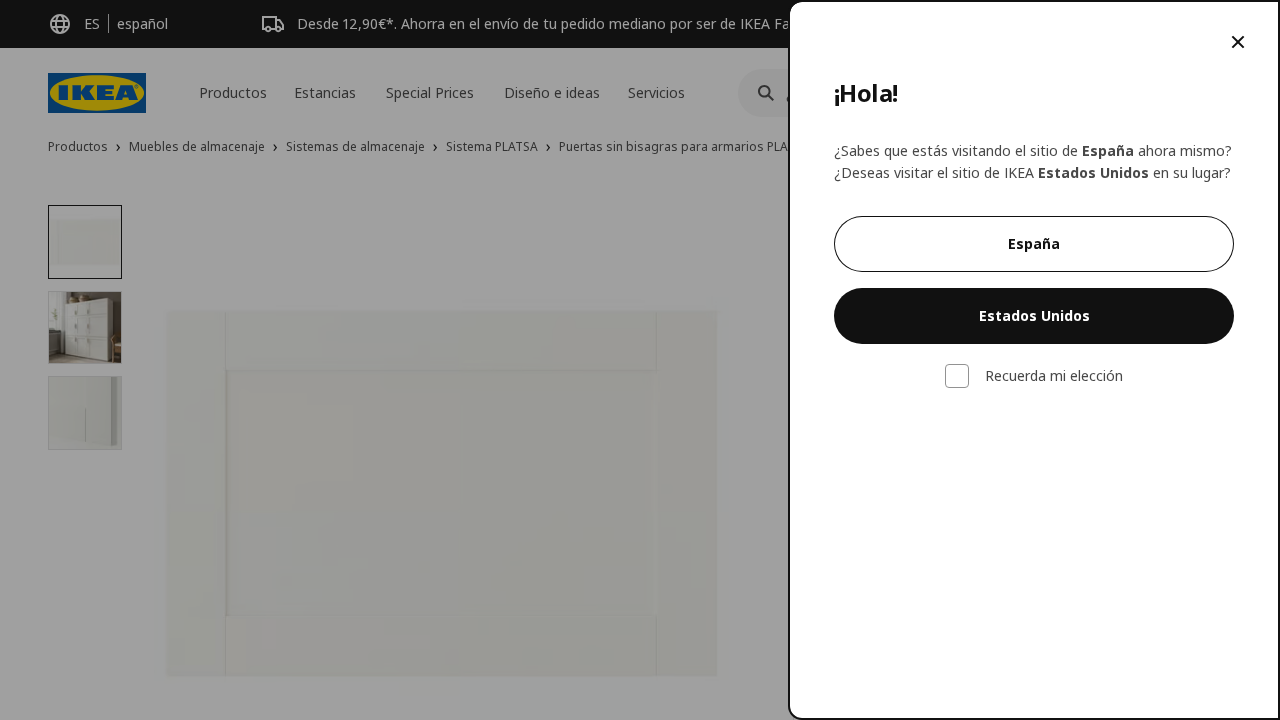 ES
español
Desde 12,90€*. Ahorra en el envío de tu pedido mediano por ser de IKEA
IKEA
Productos
Estancias
Special Prices
Diseño e ideas
Servicios
Productos
Muebles de almacenaje
Sistemas de almacenaje
Sistema PLATSA
Puertas sin bisagras para armarios
¡Hola!
¿Sabes que estás visitando el sitio de España ahora mismo?
¿Deseas visitar el sitio de IKEA Estados Unidos en su lugar?
España
Estados Unidos
Recuerda mi elección